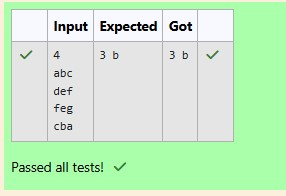 Input Expected Got
4 3 b 3 b
abc
def
feg
cba
Passed all tests!